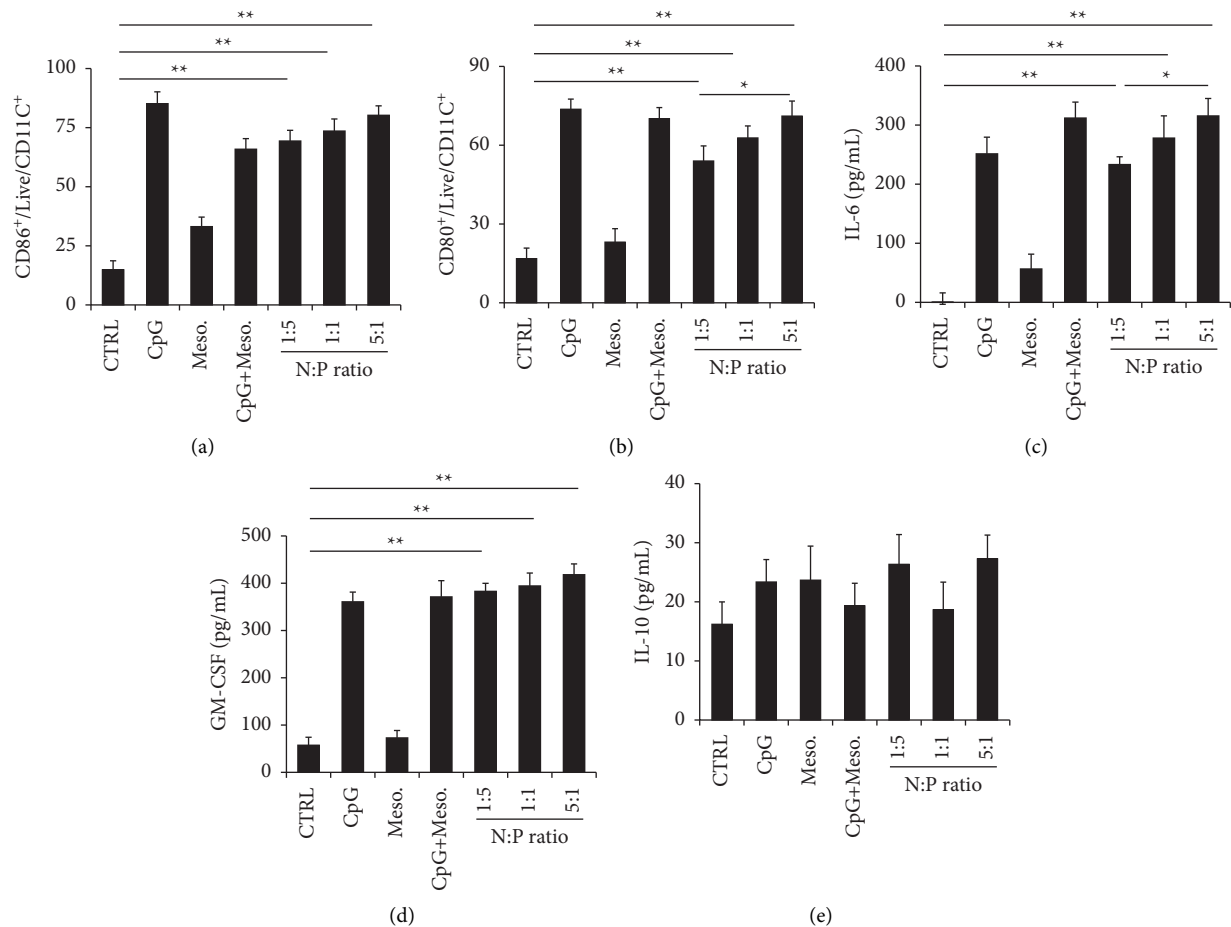 **
**
**
100
75
50
25
0
CD86+/Live/CD11C+
CTRL
CpG
Meso.
CpG+Meso.
1:5
1:1
5:1
N:P ratio
(a)
**
**
**
*
90
60
30
0
CD80+/Live/CD11C+
CTRL
CpG
Meso.
CpG+Meso.
1:5
1:1
5:1
N:P ratio
(b)
**
**
**
*
400
300
200
100
0
IL-6 (pg/mL)
CTRL
CpG
Meso.
CpG+Meso.
1:5
1:1
5:1
N:P ratio
(c)
**
**
**
500
400
300
200
100
0
GM-CSF (pg/mL)
CTRL
CpG
Meso.
CpG+Meso.
1:5
1:1
5:1
N:P ratio
(d)
40
30
20
10
0
IL-10 (pg/mL)
CTRL
CpG
Meso.
CpG+Meso.
1:5
1:1
5:1
N:P ratio
(e)